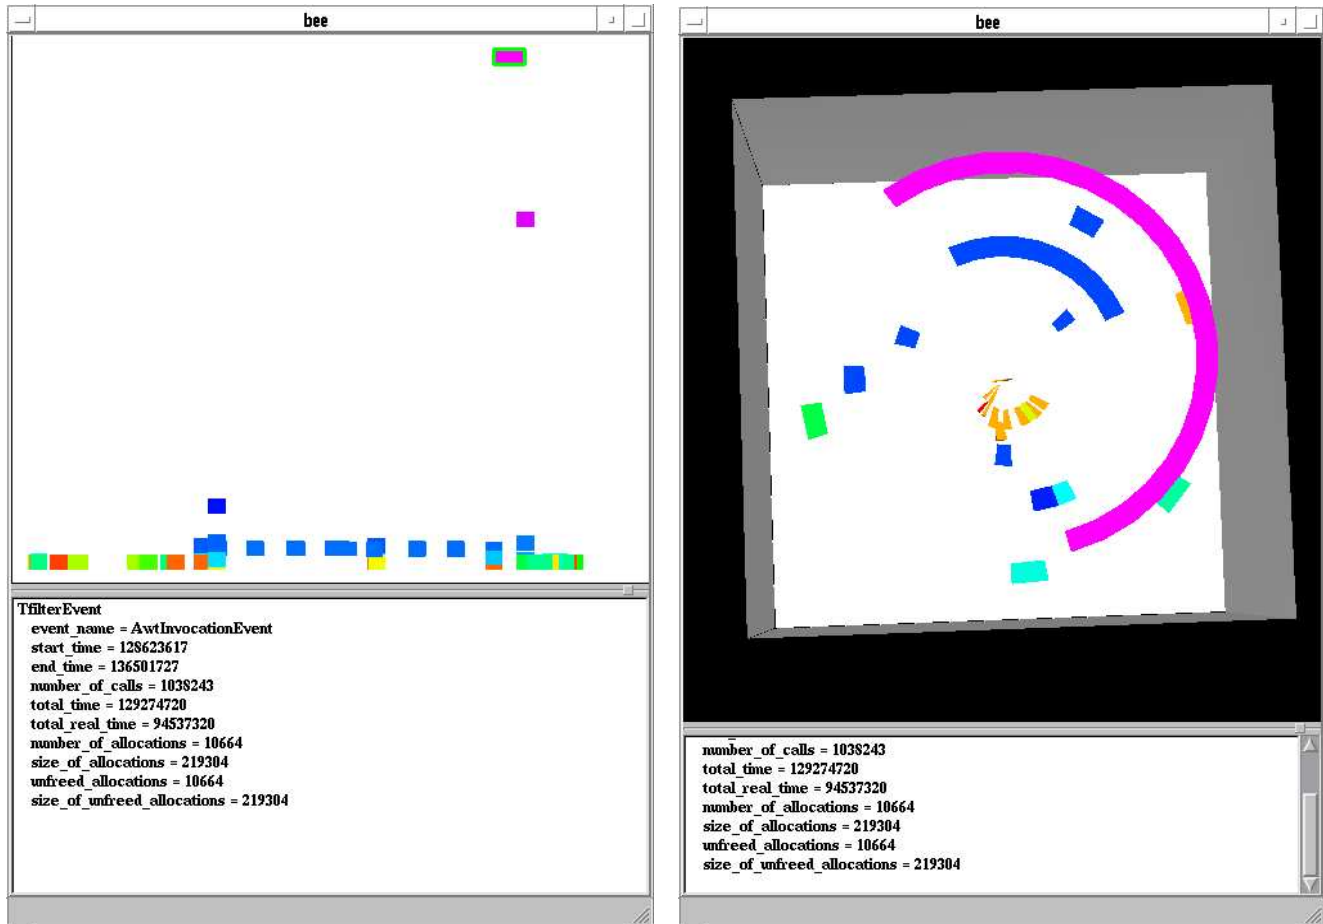 bee
TfilterEvent
event_name = AwtInvocationEvent
start_time = 128623617
end_time = 136501727
number_of_calls = 1038243
total_time = 129274720
total_real_time = 94537320
number_of_allocations = 10664
size_of_allocations = 219304
unfreed_allocations = 10664
size_of_unfreed_allocations = 219304
bee
number_of_calls = 1038243
total_time = 129274720
total_real_time = 94537320
number_of_allocations = 10664
size_of_allocations = 219304
unfreed_allocations = 10664
size_of_unfreed_allocations = 219304